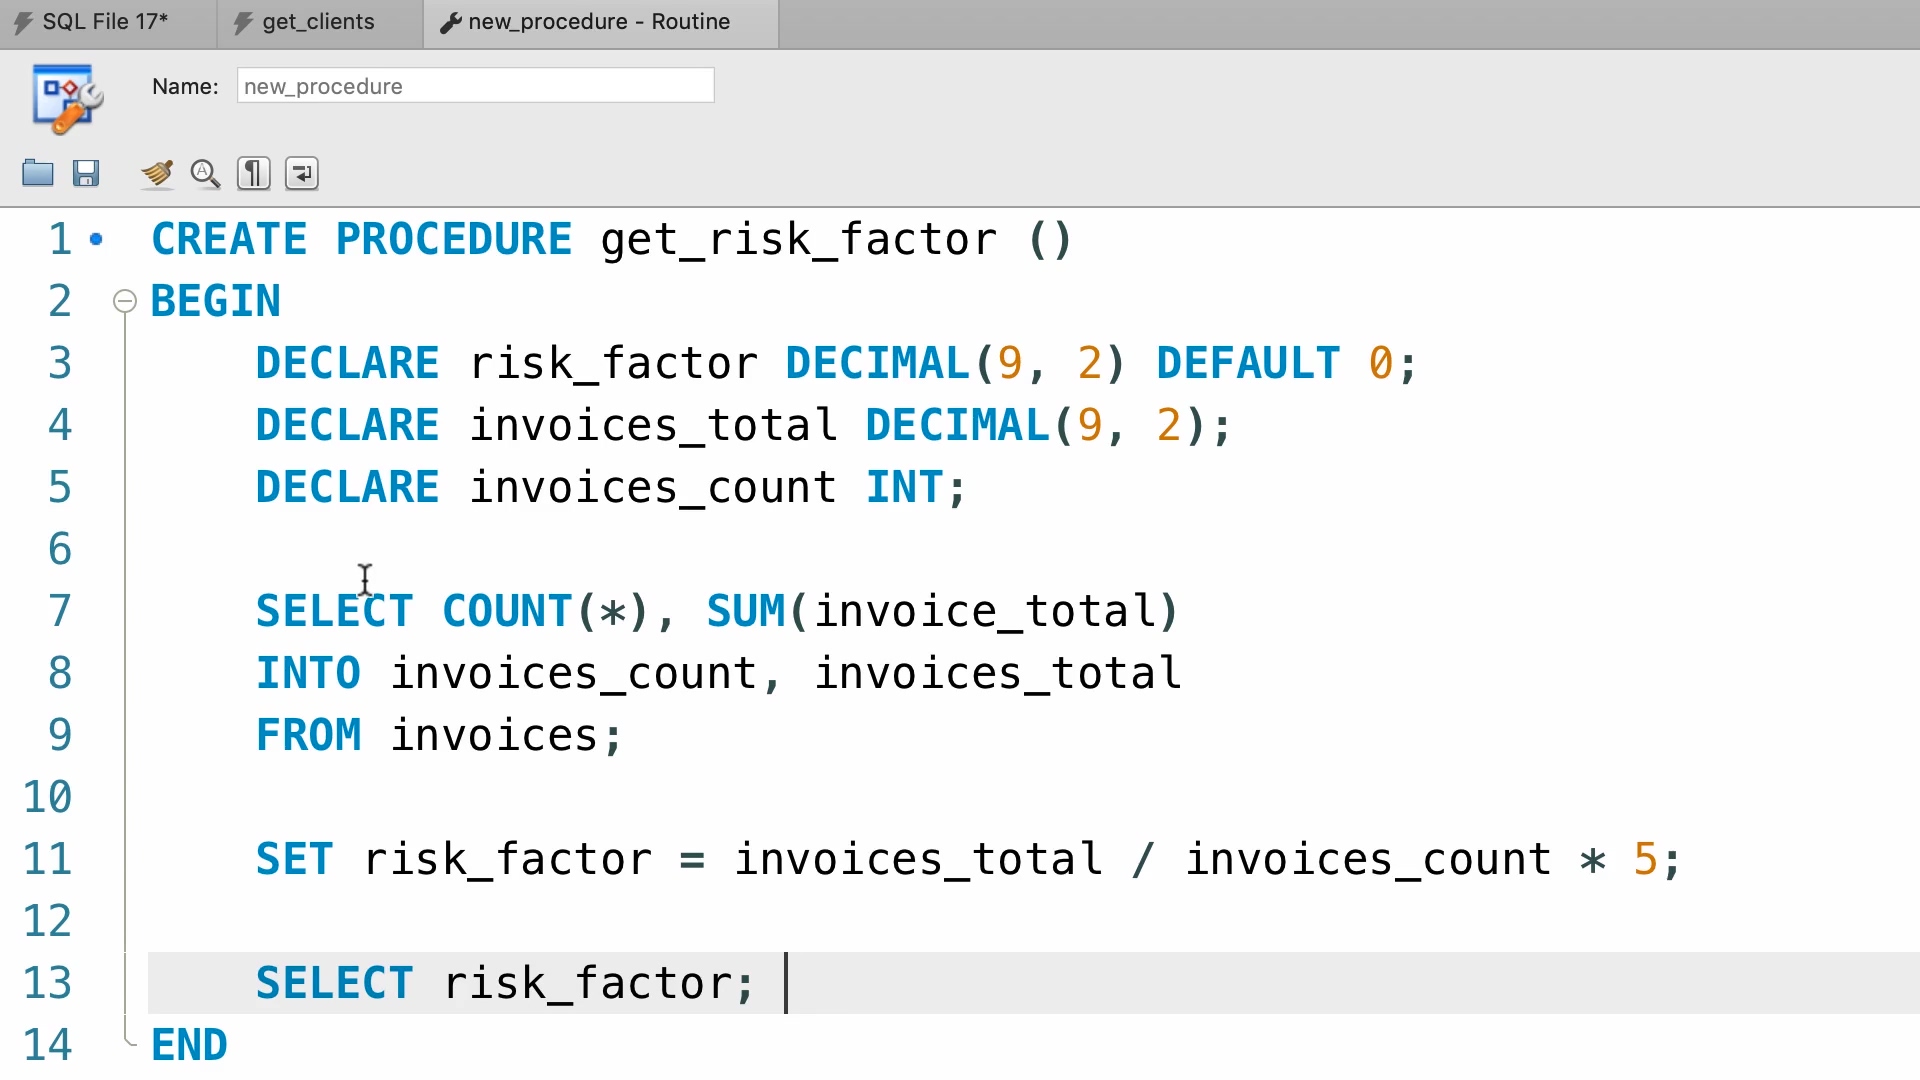 SQL File 17*
get_clients
new_procedure - Routine
Name:
new_procedure
1 CREATE PROCEDURE get_risk_factor ()
2 BEGIN
3 DECLARE risk_factor DECIMAL(9, 2) DEFAULT 0;
4 DECLARE invoices_total DECIMAL(9, 2);
5 DECLARE invoices_count INT;
6
7 SELECT COUNT(*), SUM(invoice_total)
8 INTO invoices_count, invoices_total
9 FROM invoices;
10
11 SET risk_factor = invoices_total / invoices_count * 5;
12
13 SELECT risk_factor;
14 END